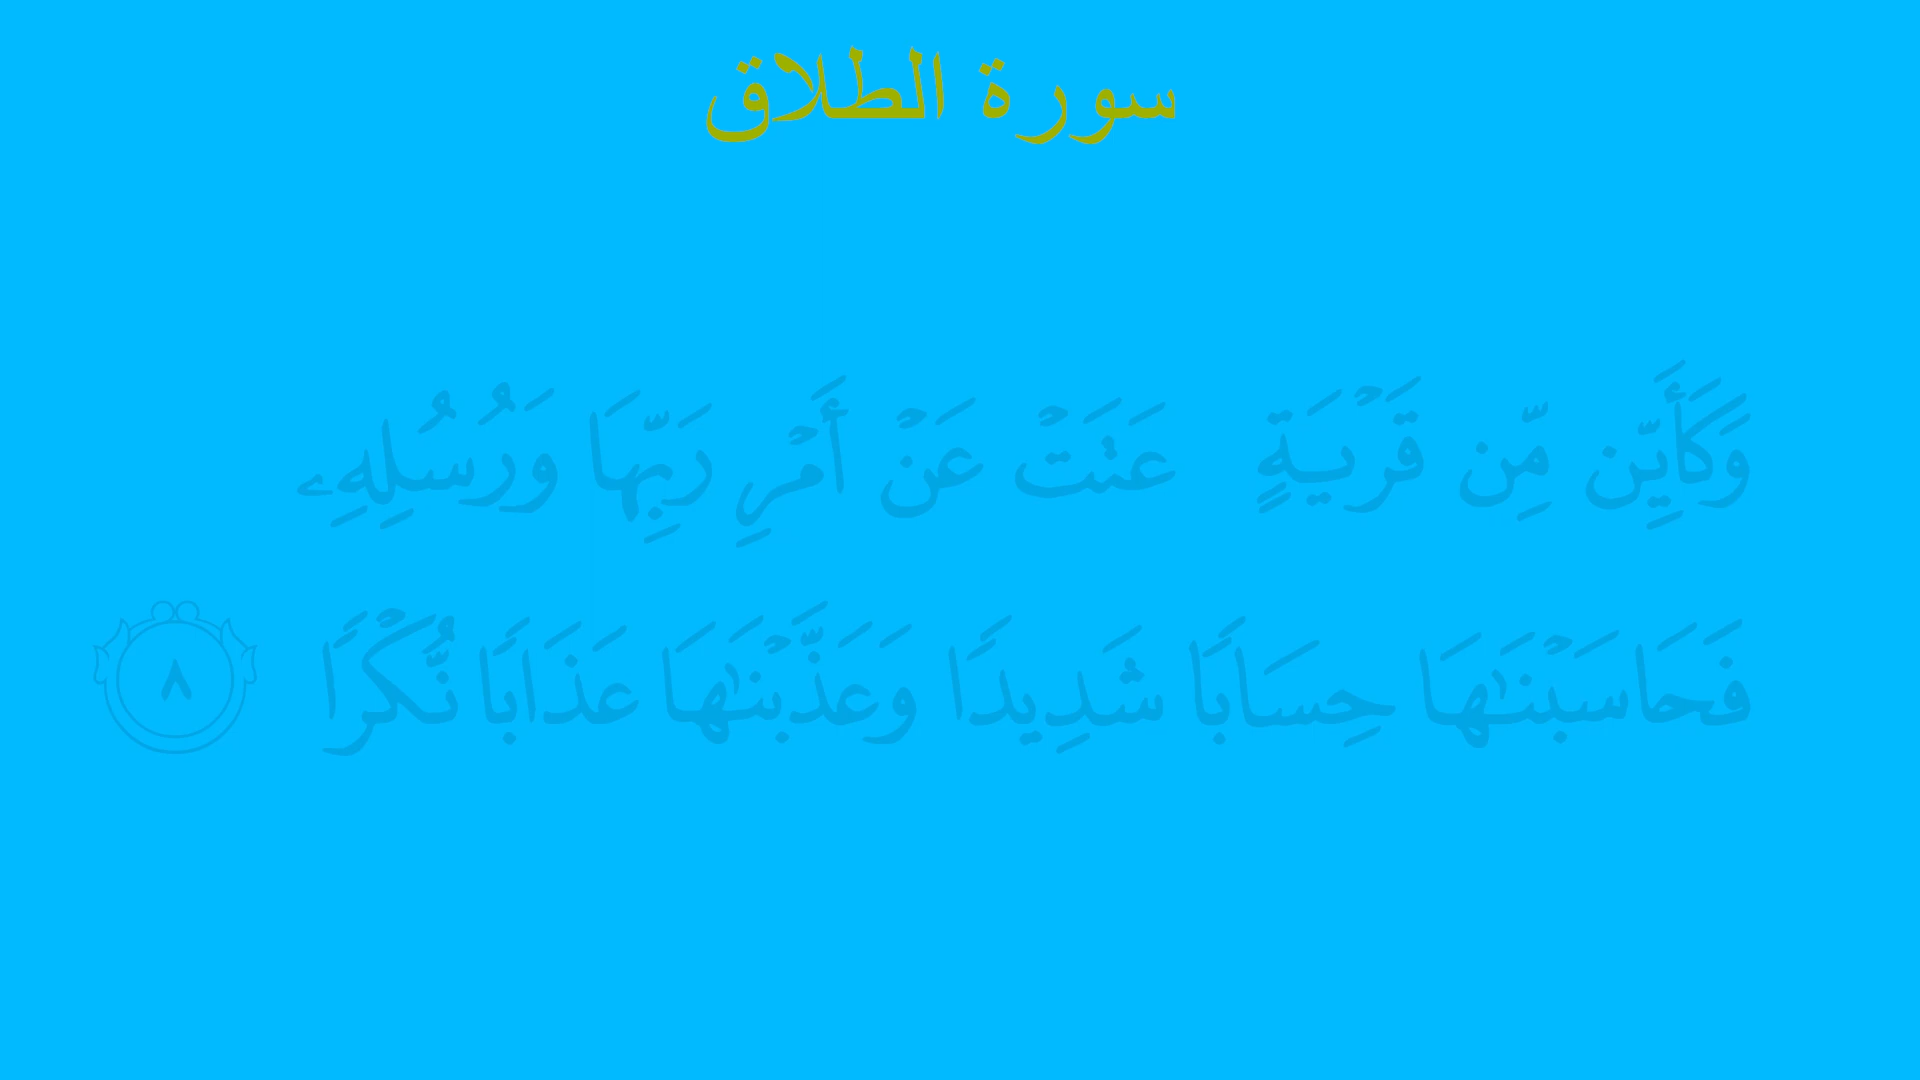 سورة الطلاق
وَكَأَيِّن مِّن قَرْيَةٍ عَتَتْ عَنْ أَمْرِ رَبِّهَا وَرُسُلِهِۦ
فَحَاسَبْنَٰهَا حِسَابًا شَدِيدًا وَعَذَّبْنَٰهَا عَذَابًا نُّكْرًا ٨